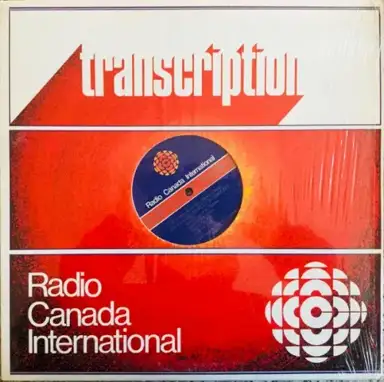 transcription
Radio Canada International
Radio
Canada
International